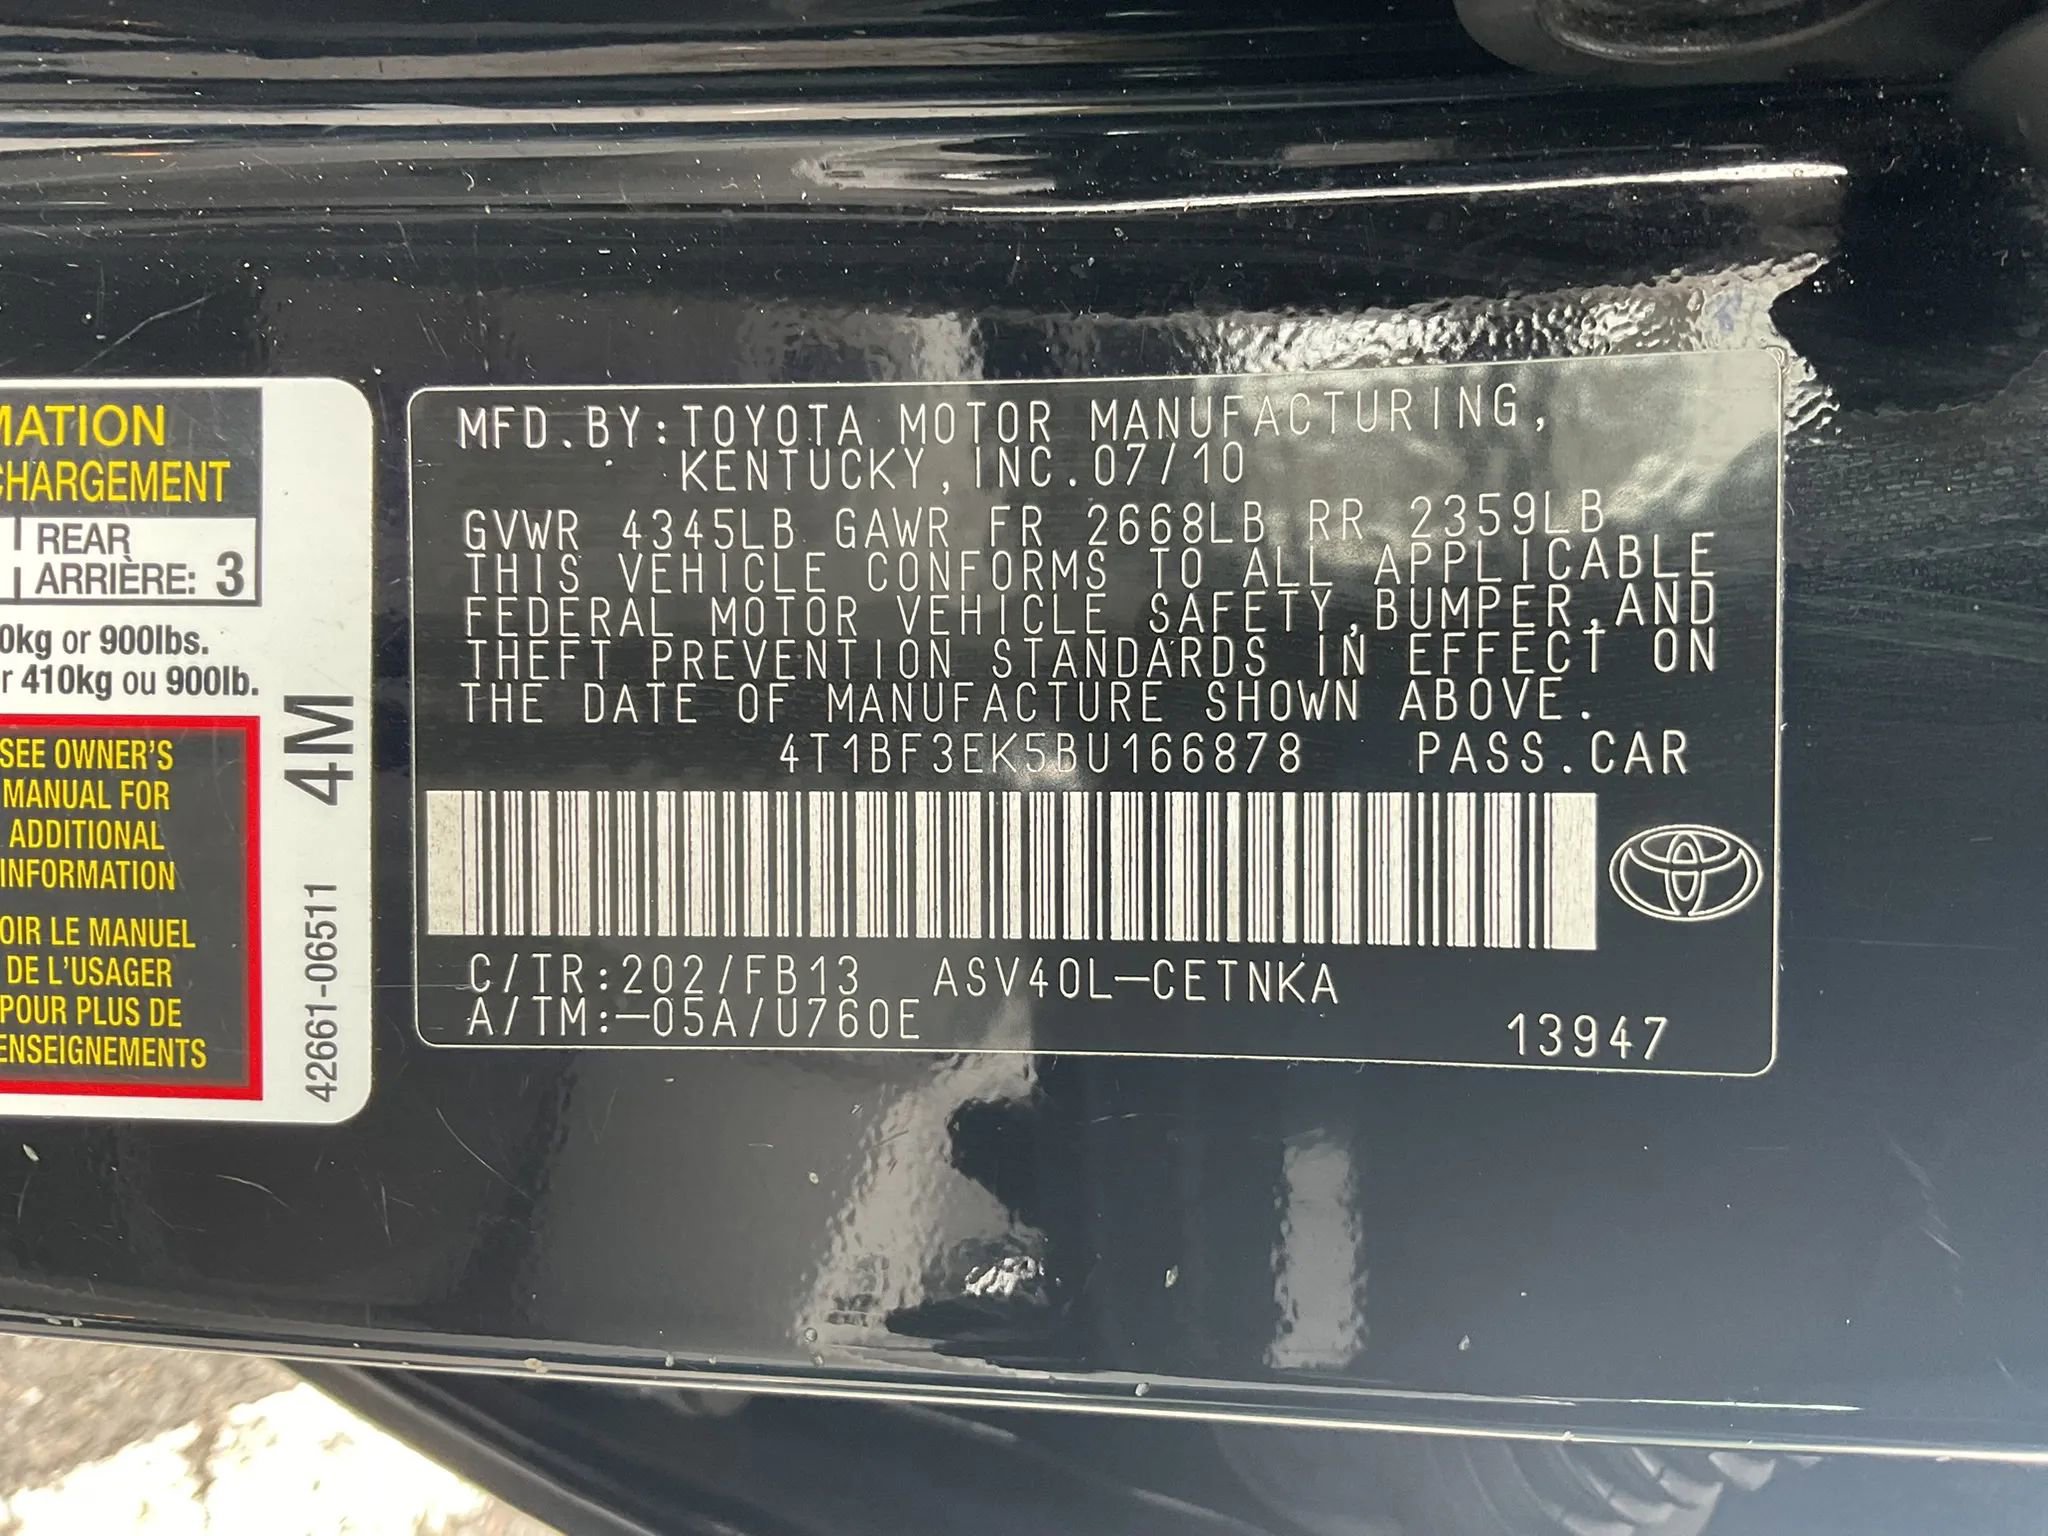 MATION
CHARGEMENT
REAR
ARRIÈRE: 3
0kg or 900lbs.
r 410kg ou 900lb.
SEE OWNER'S
MANUAL FOR
ADDITIONAL
INFORMATION
OIR LE MANUEL
DE L'USAGER
POUR PLUS DE
ENSEIGNEMENTS
4M
42661-06511
MFD.BY:TOYOTA MOTOR MANUFACTURING,
KENTUCKY,INC.07/10
GVWR 4345LB GAWR FR 2668LB RR 2359LB
THIS VEHICLE CONFORMS TO ALL APPLICABLE
FEDERAL MOTOR VEHICLE SAFETY,BUMPER,AND
THEFT PREVENTION STANDARDS IN EFFECT ON
THE DATE OF MANUFACTURE SHOWN ABOVE.
4T1BF3EK5BU166878 PASS.CAR
C/TR:202/FB13 ASV40L-CETNKA
A/TM:-05A/U760E
13947